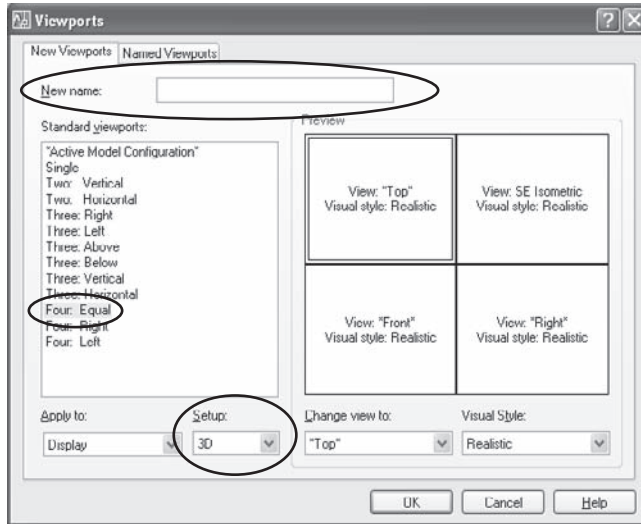 Viewports
New Viewports Named Viewports
New name:
Standard viewports:
"Active Model Configuration"
Single
Two: Vertical
Two: Horizontal
Three: Right
Three: Left
Three: Above
Three: Below
Three: Vertical
Three: Horizontal
Four: Equal
Four: Right
Four: Left
Apply to:
Display
Setup:
3D
Preview
View: "Top"
Visual style: Realistic
View: SE Isometric
Visual style: Realistic
View: "Front"
Visual style: Realistic
View: "Right"
Visual style: Realistic
Change view to:
"Top"
Visual Style:
Realistic
OK Cancel Help